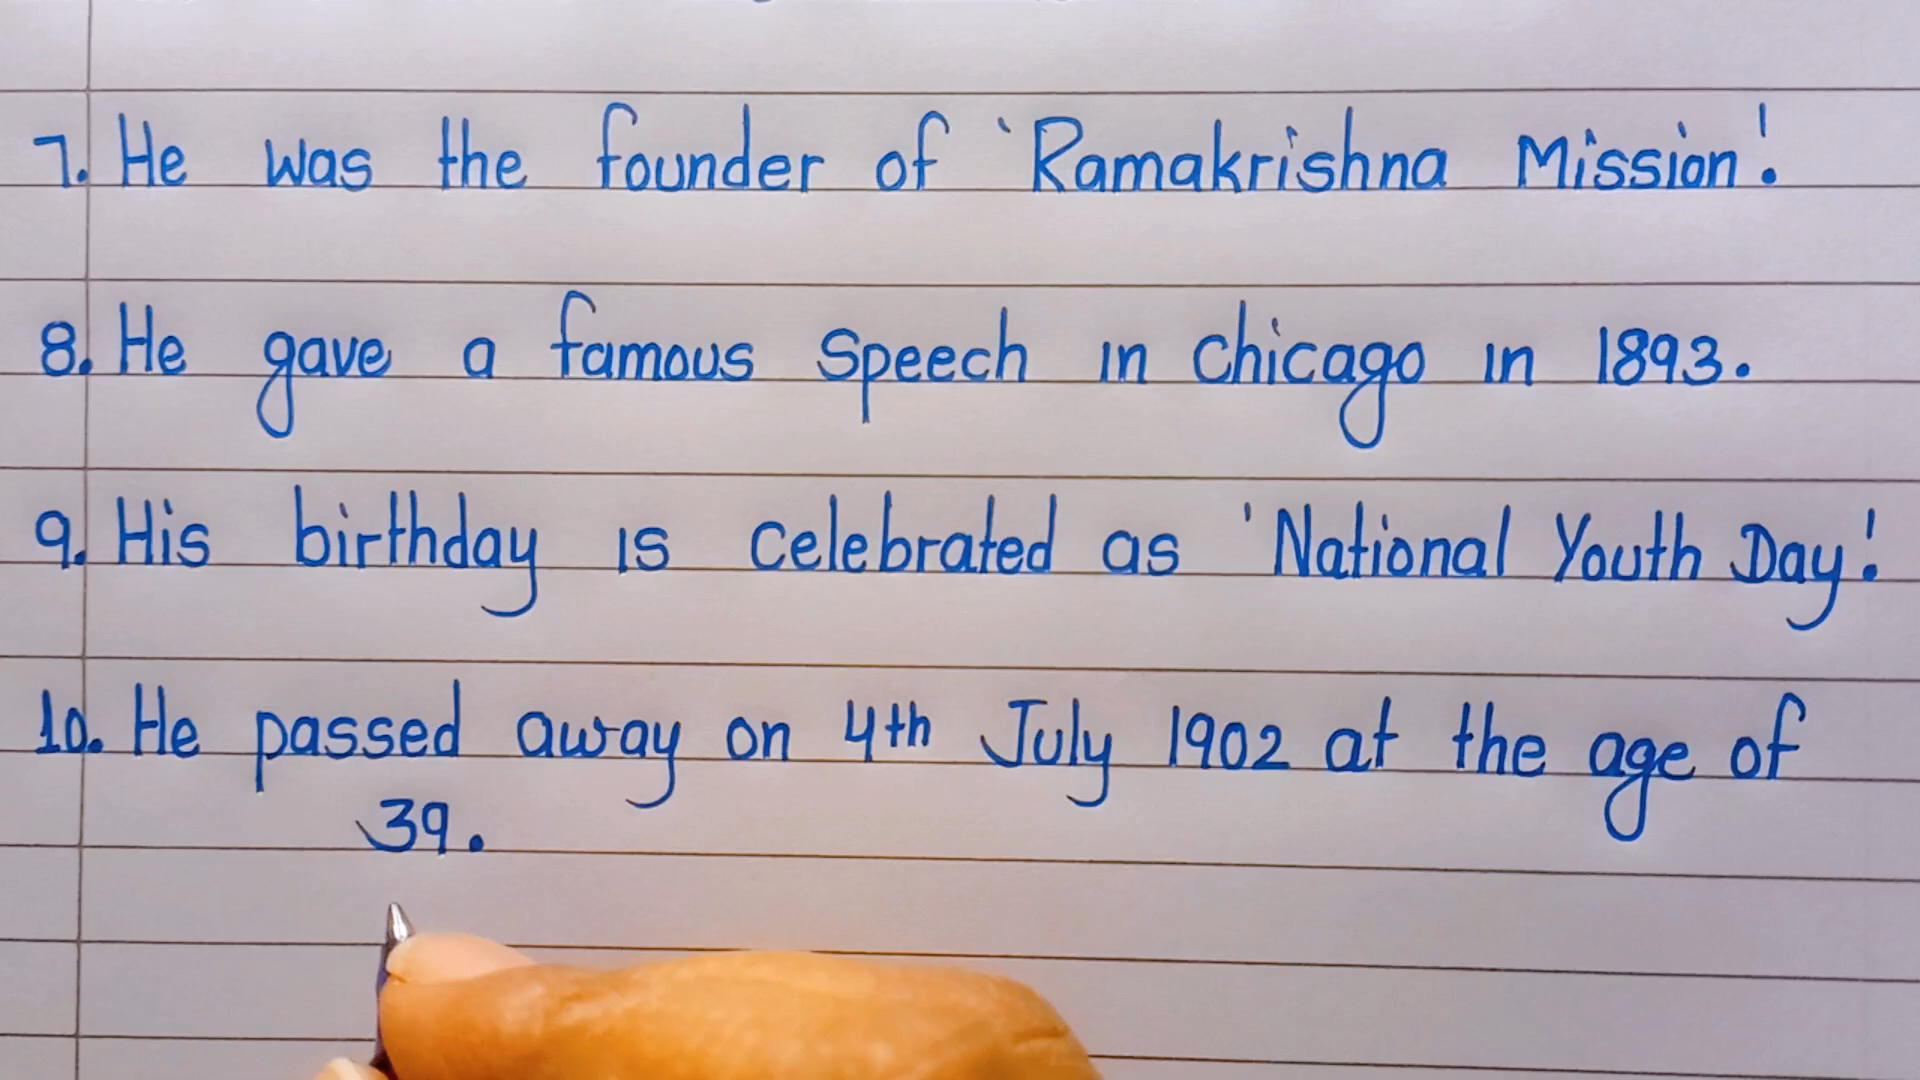 7. He was the founder of 'Ramakrishna Mission'.
8. He gave a famous speech in chicago in 1893.
9. His birthday is celebrated as 'National Youth Day'.
10. He passed away on 4th July 1902 at the age of
39.